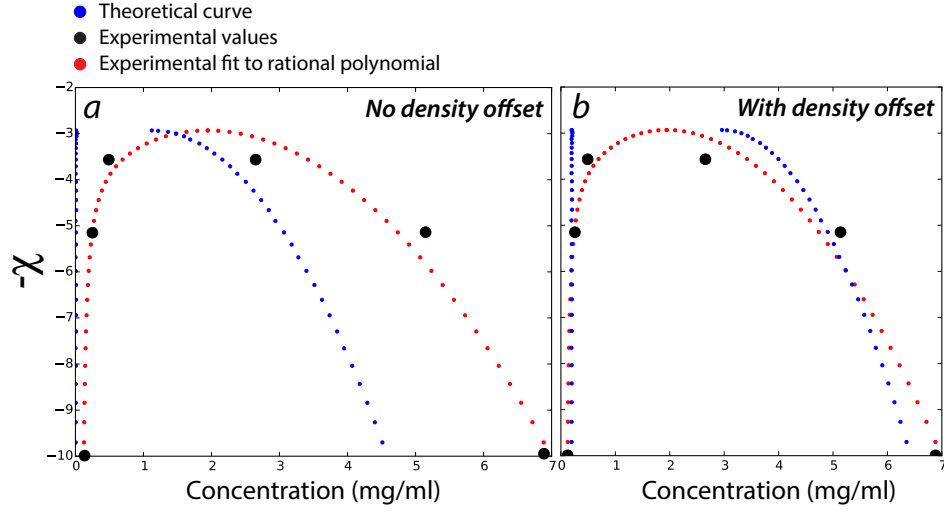 Theoretical curve
Experimental values
Experimental fit to rational polynomial
a
No density offset
b
With density offset
−2
−3
−4
−5
−6
−7
−8
−9
−10
-χ
0 1 2 3 4 5 6 7
0 1 2 3 4 5 6 7
Concentration (mg/ml)
Concentration (mg/ml)